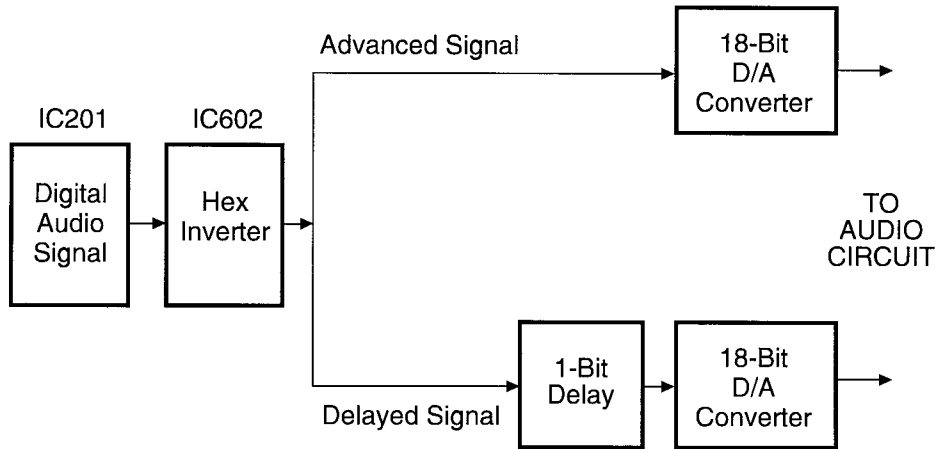 Advanced Signal
18-Bit
D/A
Converter
IC201
IC602
Digital
Audio
Signal
Hex
Inverter
TO
AUDIO
CIRCUIT
1-Bit
Delay
18-Bit
D/A
Converter
Delayed Signal